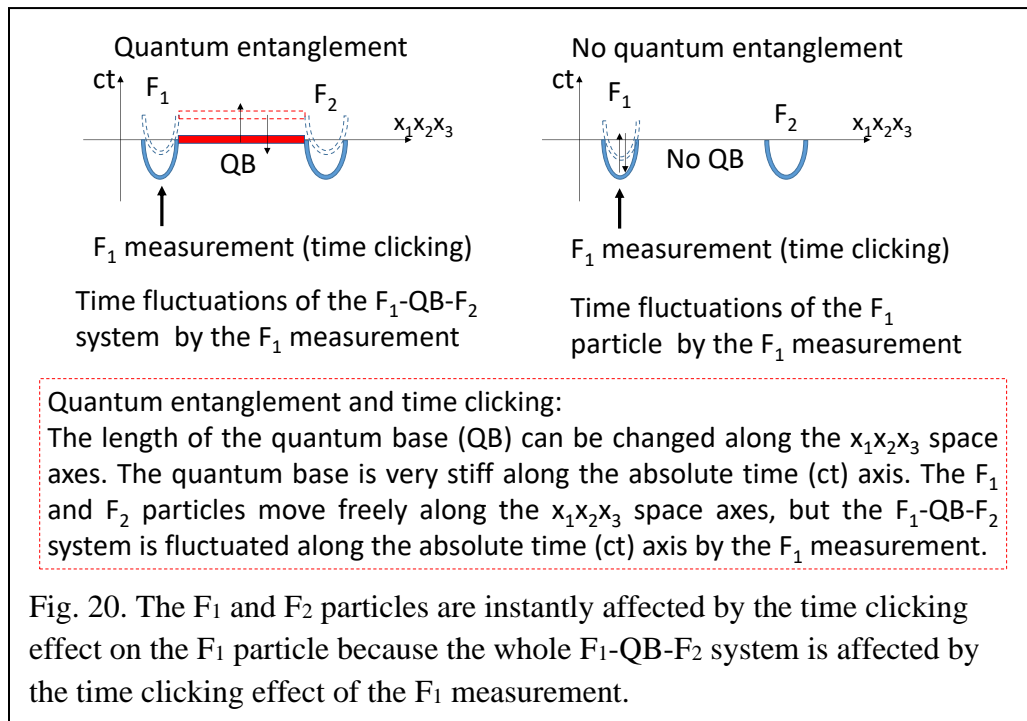 Quantum entanglement
No quantum entanglement
ct
F₁
F₂
x₁x₂x₃
QB
ct
F₁
F₂
x₁x₂x₃
No QB
F₁ measurement (time clicking)
F₁ measurement (time clicking)
Time fluctuations of the F₁-QB-F₂
system by the F₁ measurement
Time fluctuations of the F₁
particle by the F₁ measurement
Quantum entanglement and time clicking:
The length of the quantum base (QB) can be changed along the x₁x₂x₃ space
axes. The quantum base is very stiff along the absolute time (ct) axis. The F₁
and F₂ particles move freely along the x₁x₂x₃ space axes, but the F₁-QB-F₂
system is fluctuated along the absolute time (ct) axis by the F₁ measurement.
Fig. 20. The F₁ and F₂ particles are instantly affected by the time clicking
effect on the F₁ particle because the whole F₁-QB-F₂ system is affected by
the time clicking effect of the F₁ measurement.